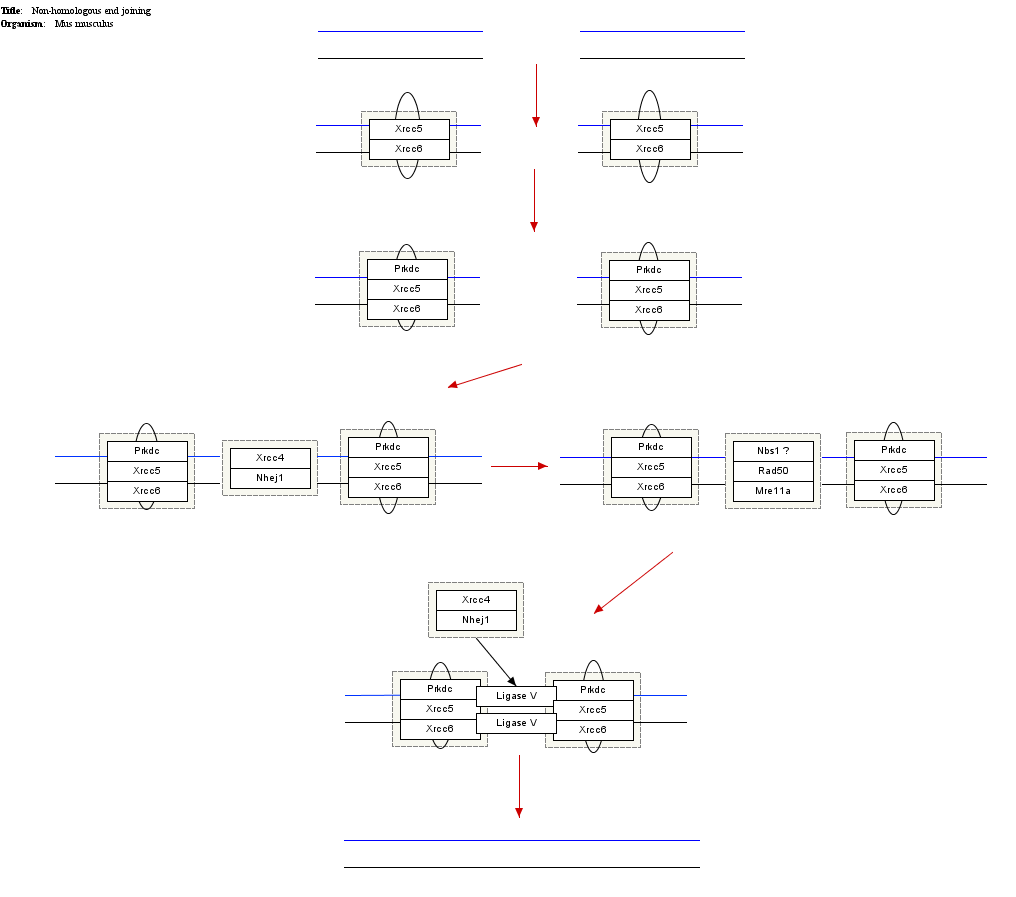 Title: Non-homologous end joining
Organism: Mus musculus
Xrcc5
Xrcc6
Xrcc5
Xrcc6
Prkdc
Xrcc5
Xrcc6
Prkdc
Xrcc5
Xrcc6
Prkdc
Xrcc5
Xrcc6
Xrcc4
Nhej1
Prkdc
Xrcc5
Xrcc6
Prkdc
Xrcc5
Xrcc6
Nbs1 ?
Rad50
Mre11a
Prkdc
Xrcc5
Xrcc6
Xrcc4
Nhej1
Prkdc
Xrcc5
Xrcc6
Ligase V
Ligase V
Prkdc
Xrcc5
Xrcc6